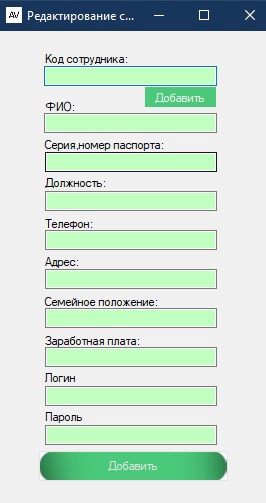 AV Редактирование с...
Код сотрудника:
Добавить
ФИО:
Серия,номер паспорта:
Должность:
Телефон:
Адрес:
Семейное положение:
Заработная плата:
Логин
Пароль
Добавить